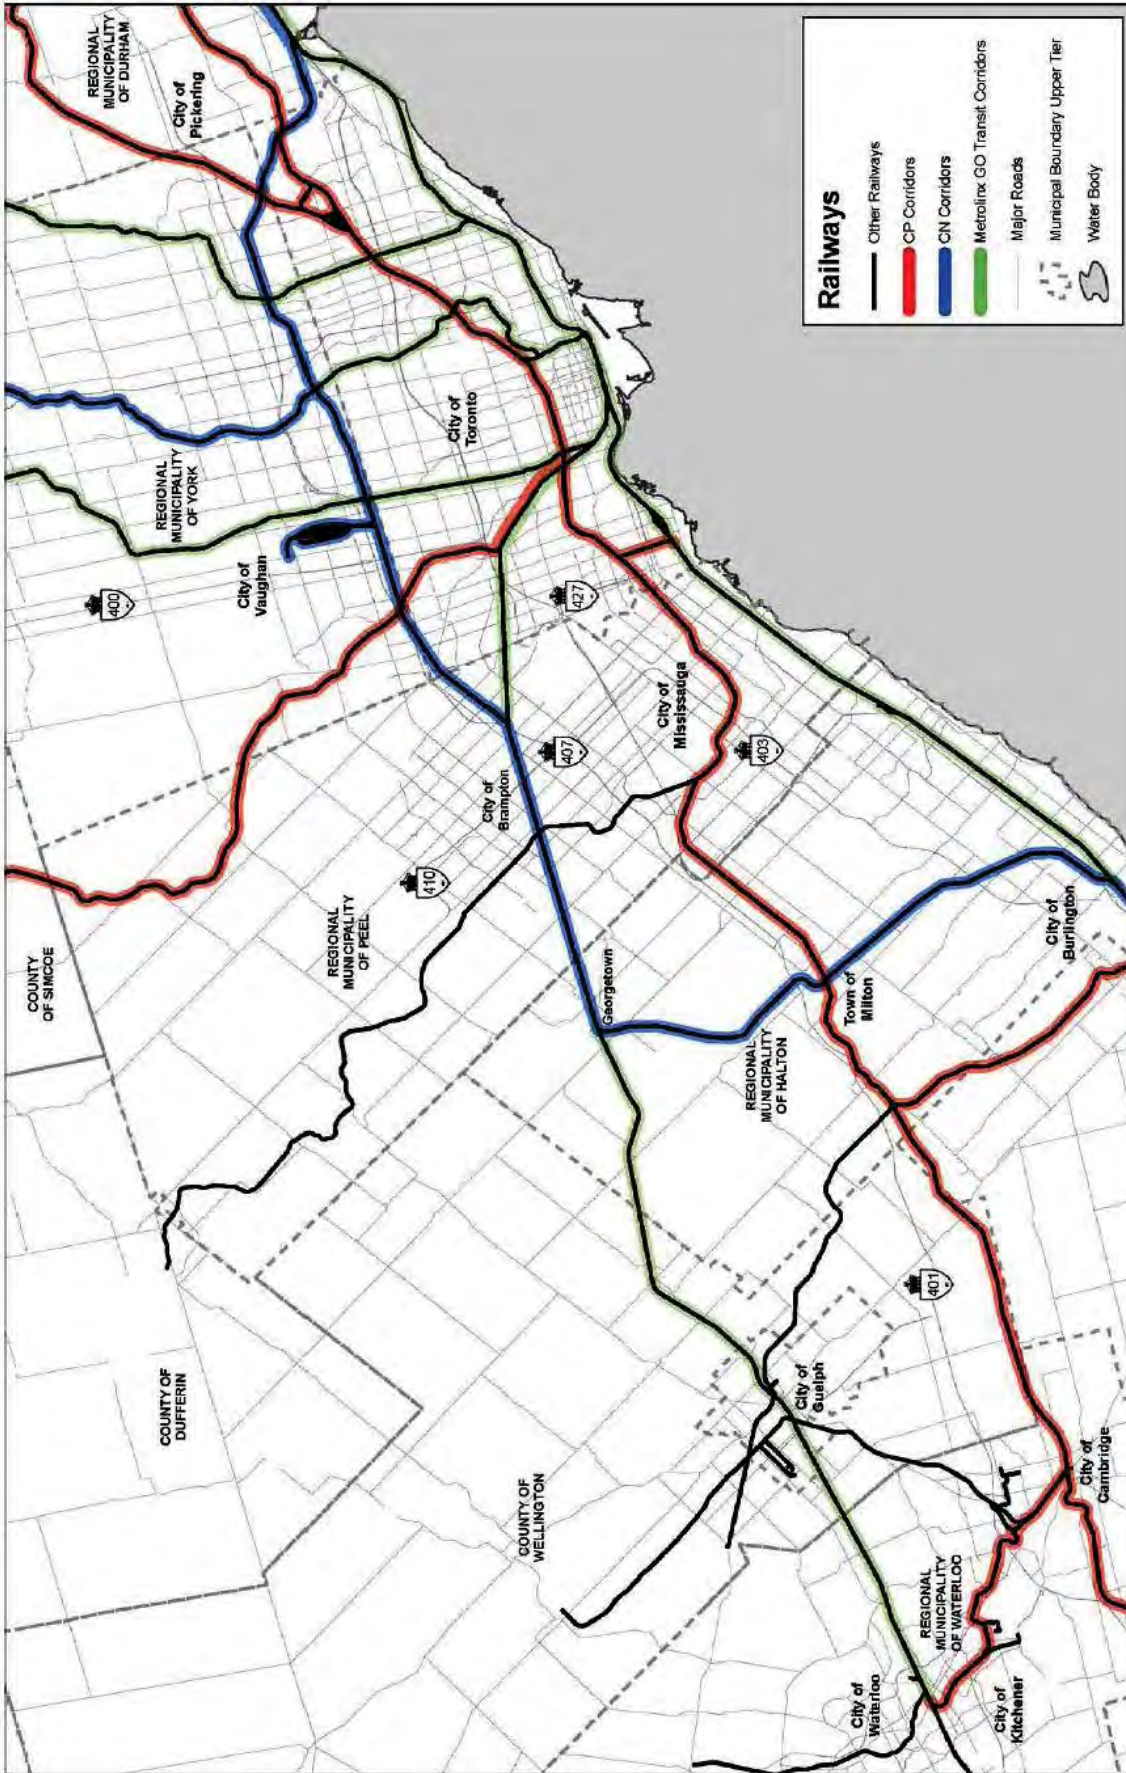 REGIONAL
MUNICIPALITY
OF DURHAM
City of
Pickering
REGIONAL
MUNICIPALITY
OF YORK
City of
Toronto
City of
Vaughan
400
427
City of
Mississauga
407
403
City of
Brampton
410
COUNTY
OF SIMCOE
REGIONAL
MUNICIPALITY
OF PEEL
Georgetown
City of
Burlington
Town of
Milton
REGIONAL
MUNICIPALITY
OF HALTON
401
COUNTY OF
DUFFERIN
City of
Guelph
COUNTY OF
WELLINGTON
City of
Cambridge
REGIONAL
MUNICIPALITY
OF WATERLOO
City of
Waterloo
City of
Kitchener
Railways
Other Railways
CP Corridors
CN Corridors
Metrolinx GO Transit Corridors
Major Roads
Municipal Boundary Upper Tier
Water Body